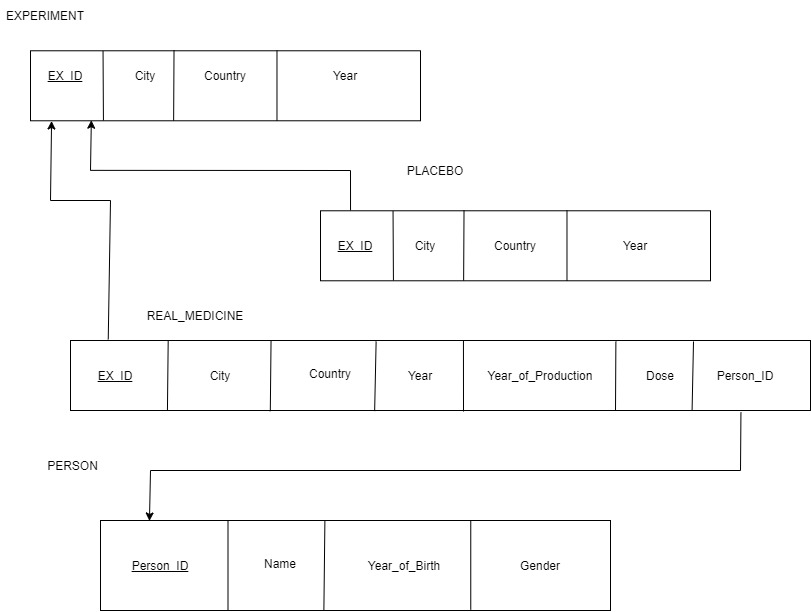 EXPERIMENT
EX_ID City Country Year
PLACEBO
EX_ID City Country Year
REAL_MEDICINE
EX_ID City Country Year Year_of_Production Dose Person_ID
PERSON
Person_ID Name Year_of_Birth Gender